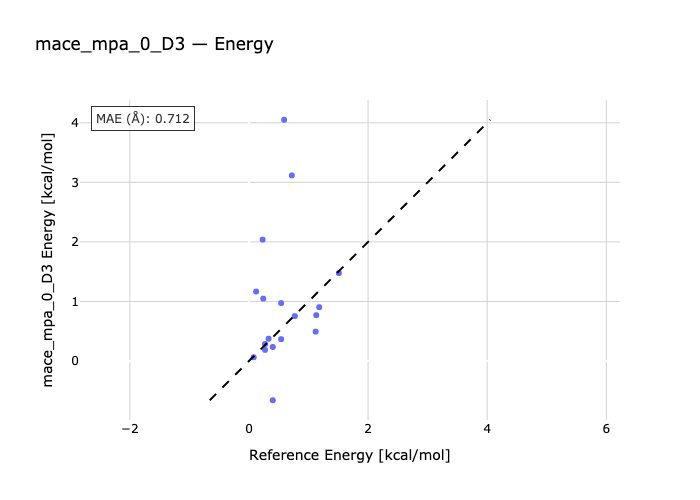 mace_mpa_0_D3 — Energy
MAE (Å): 0.712
mace_mpa_0_D3 Energy [kcal/mol]
4
3
2
1
0
−2
0
2
4
6
Reference Energy [kcal/mol]